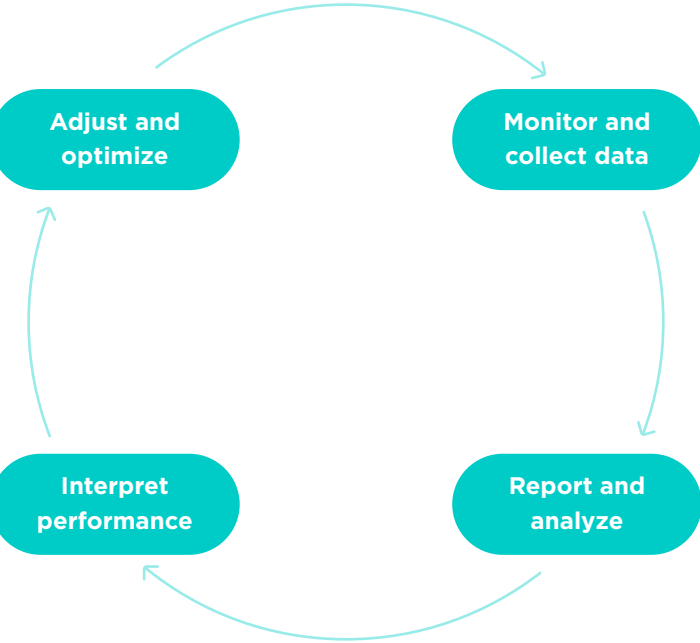 Adjust and
optimize
Monitor and
collect data
Interpret
performance
Report and
analyze